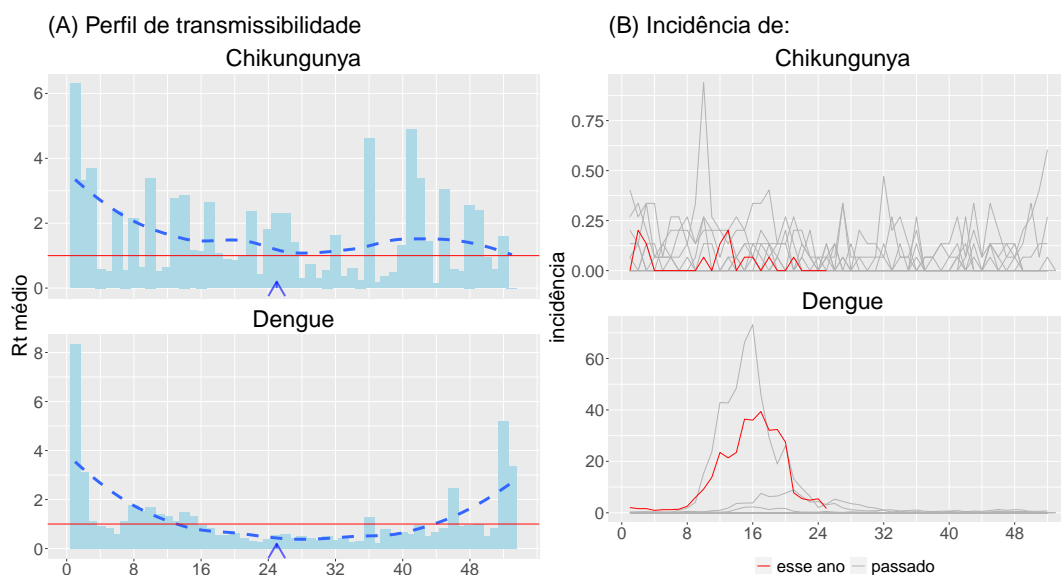 (A) Perfil de transmissibilidade
Chikungunya
6
4
2
0
Dengue
8
6
4
2
0
Rt médio
0 8 16 24 32 40 48
(B) Incidência de:
Chikungunya
0.75
0.50
0.25
0.00
Dengue
60
40
20
0
incidência
0 8 16 24 32 40 48
esse ano passado